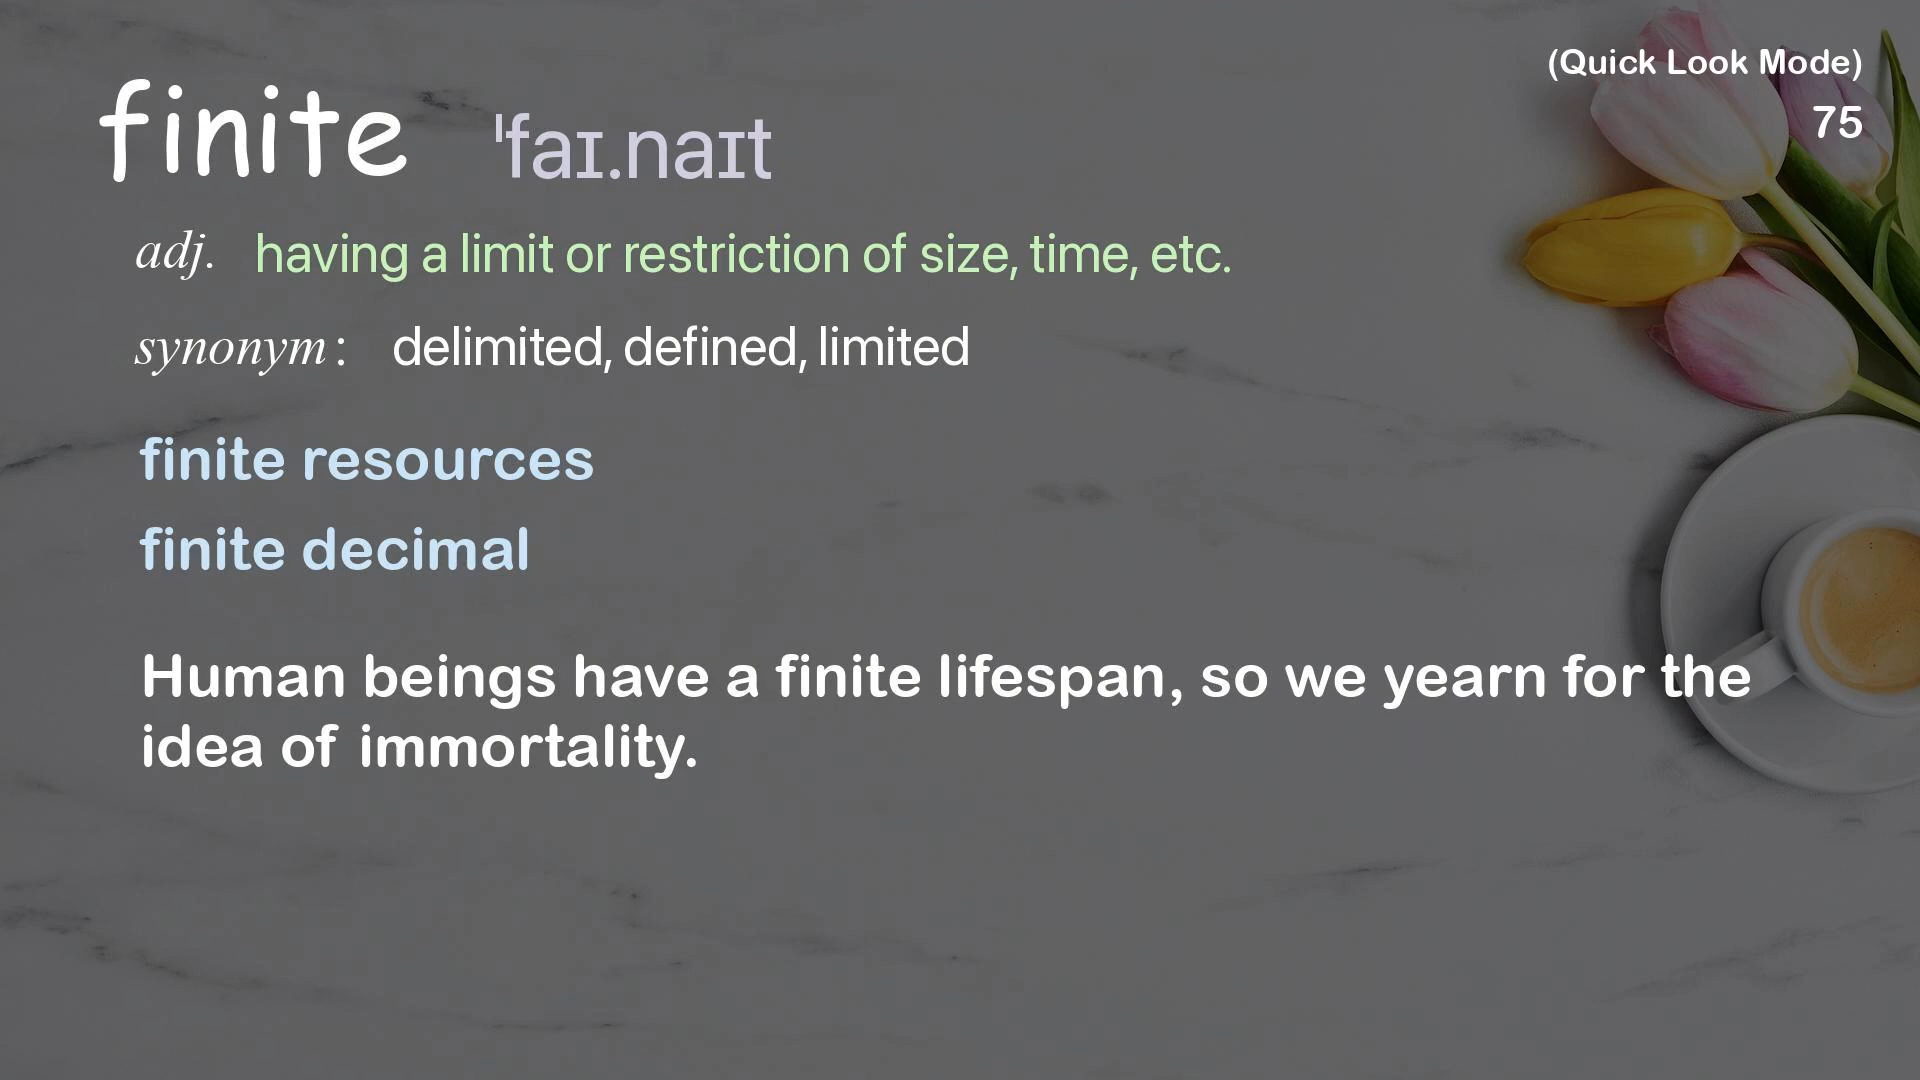 (Quick Look Mode)
75
finite ˈfaɪ.naɪt
adj. having a limit or restriction of size, time, etc.
synonym: delimited, defined, limited
finite resources
finite decimal
Human beings have a finite lifespan, so we yearn for the
idea of immortality.